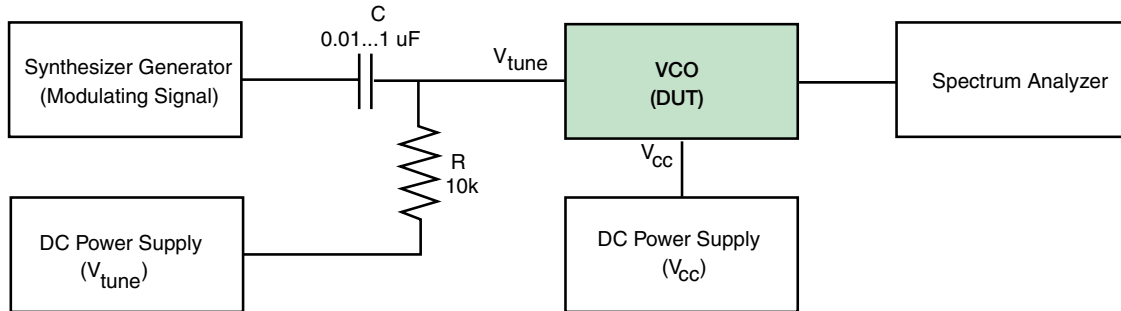 C
0.01...1 uF
Synthesizer Generator
(Modulating Signal)
Vtune
VCO
(DUT)
Spectrum Analyzer
R
10k
Vcc
DC Power Supply
(Vtune)
DC Power Supply
(Vcc)